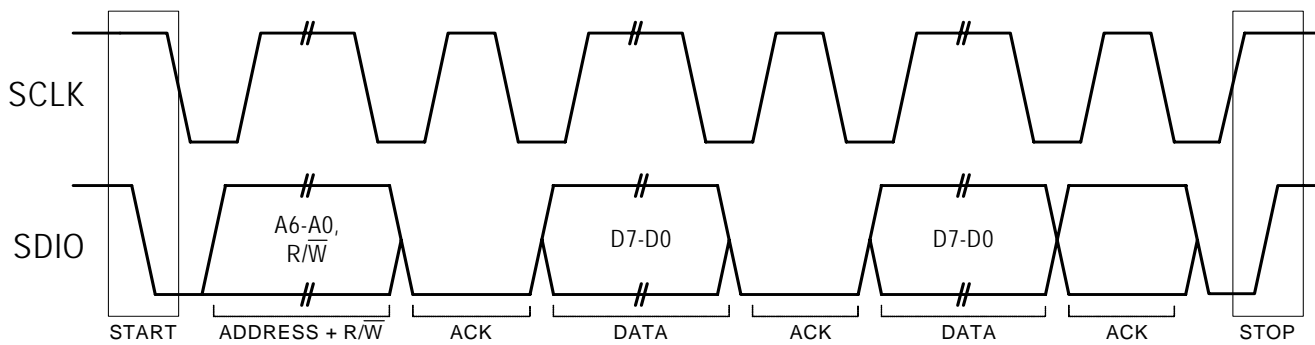 SCLK
SDIO
A6-A0,
R/W̅
D7-D0
D7-D0
START
ADDRESS + R/W̅
ACK
DATA
ACK
DATA
ACK
STOP